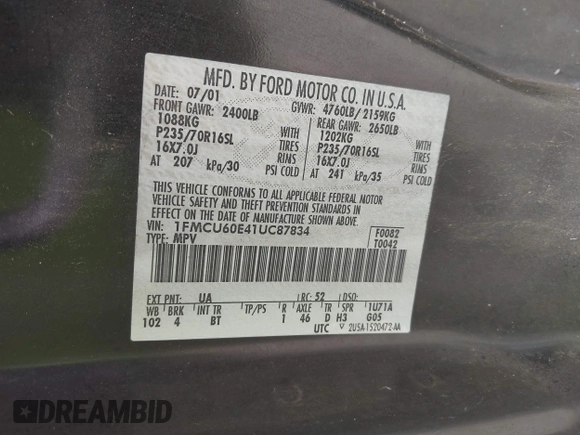 MFD. BY FORD MOTOR CO. IN U.S.A.
DATE: 07/01 GVWR: 4760LB/2159KG
FRONT GAWR: 2400LB REAR GAWR: 2650LB
1088KG WITH 1202KG WITH
P235/70R16SL TIRES P235/70R16SL TIRES
16X7.0J RIMS 16X7.0J RIMS
AT 207 kPa/30 PSI COLD AT 241 kPa/35 PSI COLD
THIS VEHICLE CONFORMS TO ALL APPLICABLE FEDERAL MOTOR
VEHICLE SAFETY AND THEFT PREVENTION STANDARDS IN
EFFECT ON THE DATE OF MANUFACTURE SHOWN ABOVE.
VIN: 1FMCU60E41UC87834 F0082
TYPE: MPV T0042
EXT PNT: UA RC: 52 DSO:
WB BRK INT TR TP/PS R AXLE TR SPR 1U71A
102 4 BT 1 46 D H3 G05
UTC 2U5A-1520472-AA
DREAMBID